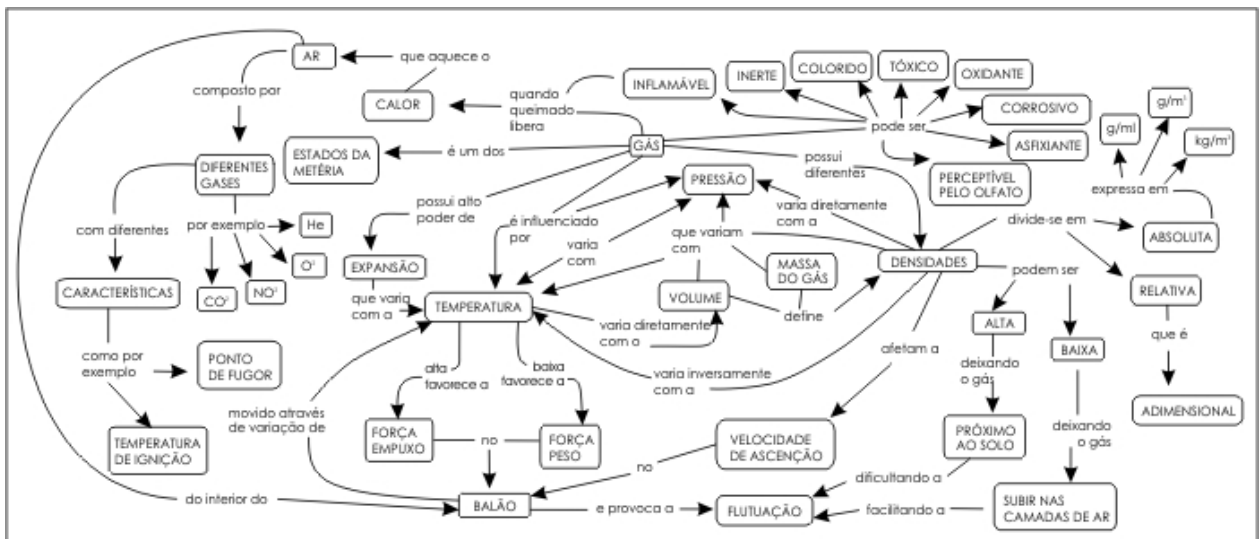 AR
que aquece o
composto por
CALOR
quando
queimado
libera
INFLAMÁVEL
INERTE
COLORIDO
TÓXICO
OXIDANTE
CORROSIVO
pode ser
ASFIXIANTE
PERCEPTÍVEL
PELO OLFATO
g/ml
g/m³
kg/m³
expressa em
ABSOLUTA
GÁS
é um dos
ESTADOS DA
METÉRIA
DIFERENTES
GASES
possui
diferentes
PRESSÃO
possui alto
poder de
é influenciado
por
varia diretamente
com a
divide-se em
com diferentes
por exemplo
He
O²
NO²
CO²
CARACTERÍSTICAS
EXPANSÃO
varia
com
que variam
com
MASSA
DO GÁS
DENSIDADES
podem ser
RELATIVA
que varia
com a
TEMPERATURA
VOLUME
define
varia diretamente
com o
ALTA
BAIXA
que é
ADIMENSIONAL
como por
exemplo
PONTO
DE FUGOR
TEMPERATURA
DE IGNIÇÃO
movido através
de variação de
alta
favorece a
baixa
favorece a
varia inversamente
com a
afetam a
deixando
o gás
deixando
o gás
FORÇA
EMPUXO
no
FORÇA
PESO
VELOCIDADE
DE ASCENÇÃO
PRÓXIMO
AO SOLO
no
dificultando a
do interior do
BALÃO
e provoca a
FLUTUAÇÃO
facilitando a
SUBIR NAS
CAMADAS DE AR